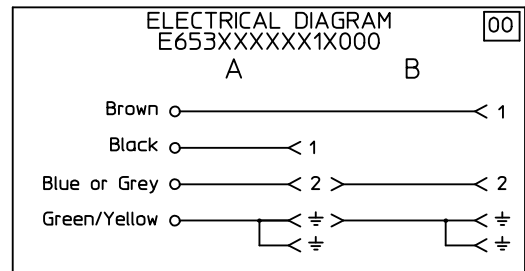 ELECTRICAL DIAGRAM
00
E653XXXXXX1X000
A B
Brown 1
Black 1
Blue or Grey 2 2
Green/Yellow